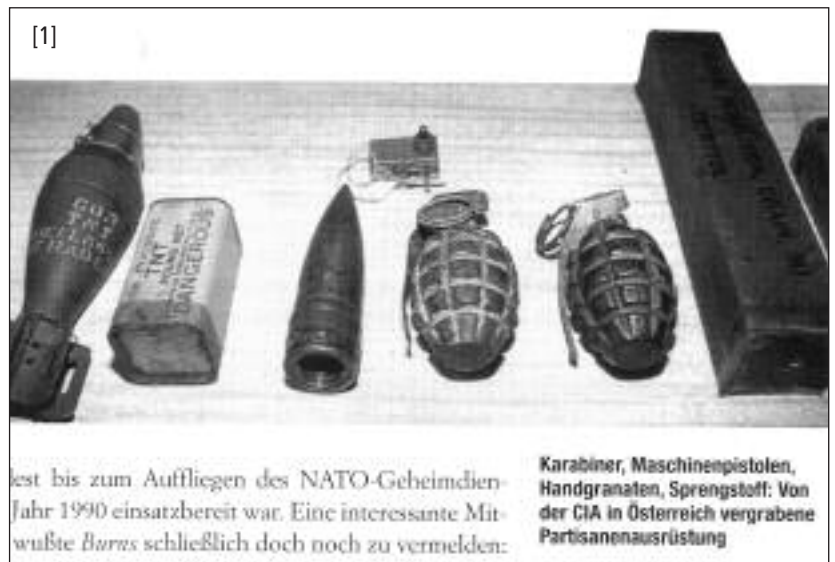 [1]
TNT
DANGEROUS
lest bis zum Auffliegen des NATO-Geheimdien-
Jahr 1990 einsatzbereit war. Eine interessante Mit-
wußte Burns schließlich doch noch zu vermelden:
Karabiner, Maschinenpistolen,
Handgranaten, Sprengstoff: Von
der CIA in Österreich vergrabene
Partisanenausrüstung